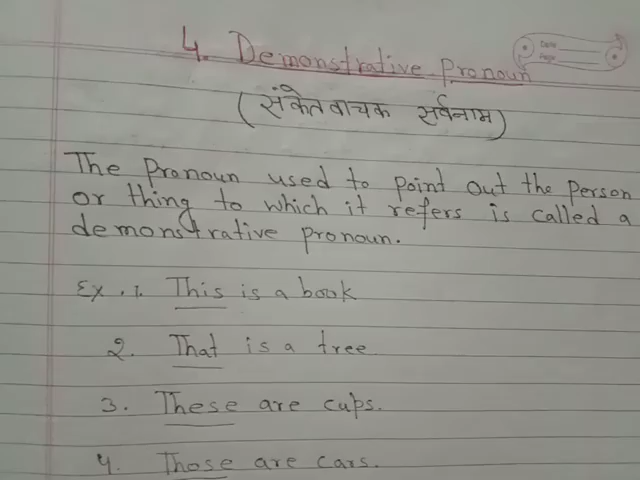 4. Demonstrative Pronoun
Date
Page
(संकेतवाचक सर्वनाम)
The Pronoun used to point out the person
or thing to which it refers is called a
demonstrative pronoun.
Ex. 1. This is a book
2. That is a tree
3. These are cups.
4. Those are cars.